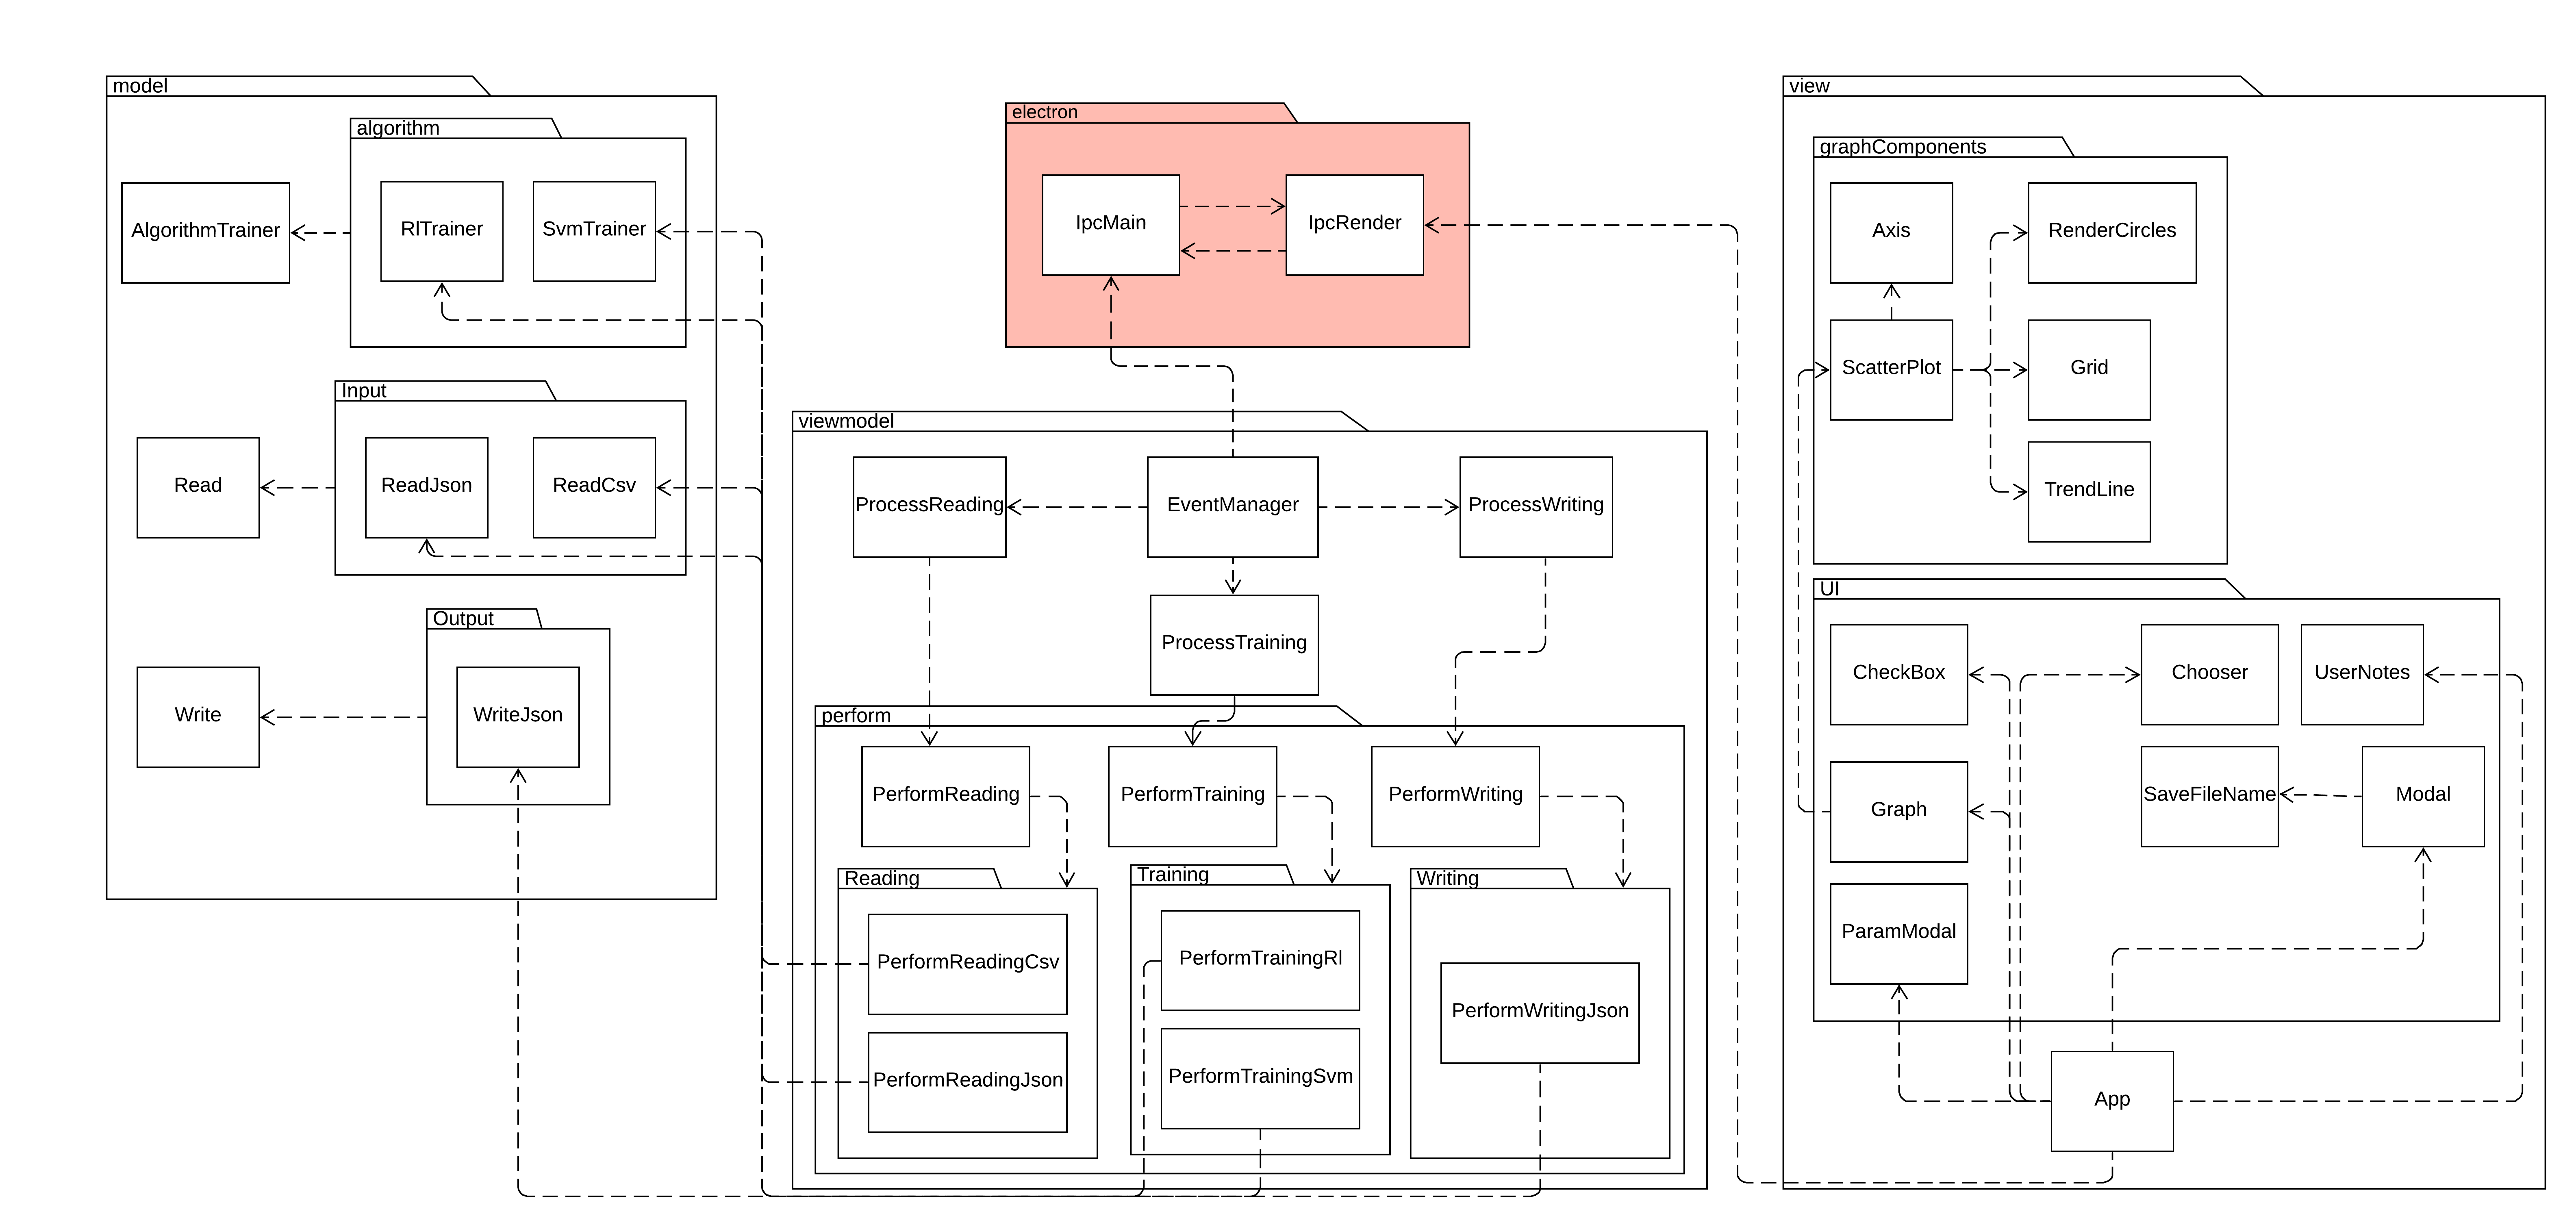 model
algorithm
AlgorithmTrainer
RlTrainer
SvmTrainer
Input
Read
ReadJson
ReadCsv
Output
Write
WriteJson
electron
IpcMain
IpcRender
viewmodel
ProcessReading
EventManager
ProcessWriting
ProcessTraining
perform
PerformReading
PerformTraining
PerformWriting
Reading
PerformReadingCsv
PerformReadingJson
Training
PerformTrainingRl
PerformTrainingSvm
Writing
PerformWritingJson
view
graphComponents
Axis
RenderCircles
ScatterPlot
Grid
TrendLine
UI
CheckBox
Chooser
UserNotes
Graph
SaveFileName
Modal
ParamModal
App